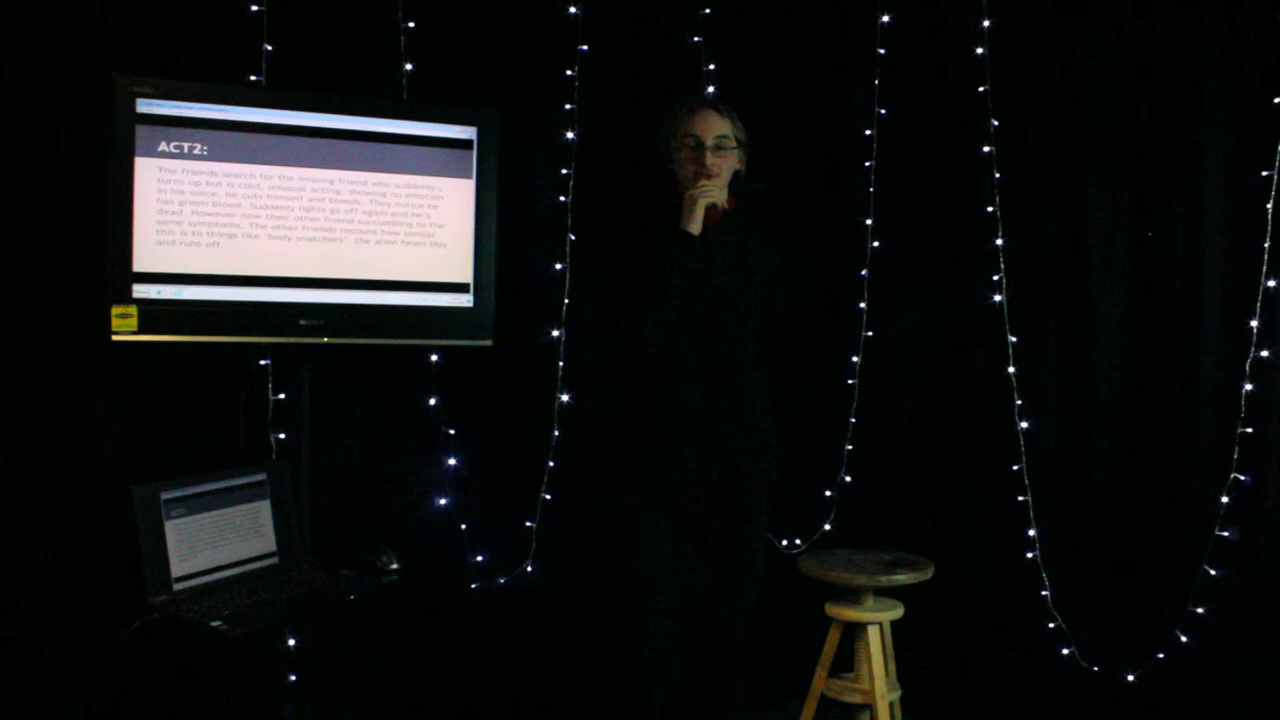 ACT2:
The friends search for the missing friend who suddenly
turns up but is cold, unusual acting, showing no emotion
in his voice, he cuts himself and bleeds. They notice he
has green blood. Suddenly lights go off again and he's
dead. However now their other friend succumbing to the
same symptoms. The other friends recount how similar
this is to things like "body snatchers". the alien hears this
and runs off.
SONY